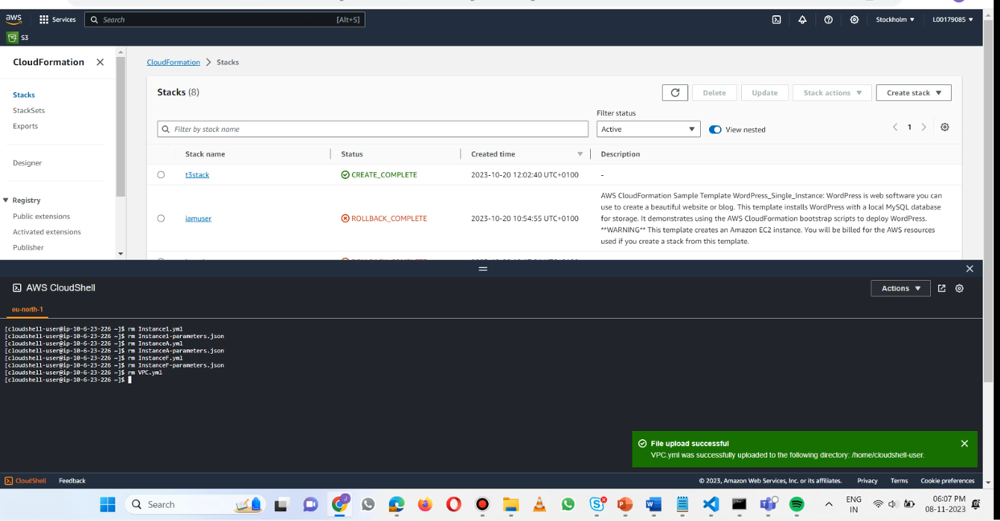 aws
Services
Search
[Alt+S]
Stockholm
L00179085
S3
CloudFormation
Stacks
StackSets
Exports
Designer
Registry
Public extensions
Activated extensions
Publisher
CloudFormation > Stacks
Stacks (8)
Delete
Update
Stack actions
Create stack
Filter status
Filter by stack name
Active
View nested
1
Stack name
Status
Created time
Description
t3stack
CREATE_COMPLETE
2023-10-20 12:02:40 UTC+0100
-
iamuser
ROLLBACK_COMPLETE
2023-10-20 10:54:55 UTC+0100
AWS CloudFormation Sample Template WordPress_Single_Instance: WordPress is web software you can
use to create a beautiful website or blog. This template installs WordPress with a local MySQL database
for storage. It demonstrates using the AWS CloudFormation bootstrap scripts to deploy WordPress.
**WARNING** This template creates an Amazon EC2 instance. You will be billed for the AWS resources
used if you create a stack from this template.
AWS CloudShell
Actions
eu-north-1
[cloudshell-user@ip-10-6-23-226 ~]$ rm Instance1.yml
[cloudshell-user@ip-10-6-23-226 ~]$ rm Instance1-parameters.json
[cloudshell-user@ip-10-6-23-226 ~]$ rm InstanceA.yml
[cloudshell-user@ip-10-6-23-226 ~]$ rm InstanceA-parameters.json
[cloudshell-user@ip-10-6-23-226 ~]$ rm InstanceF.yml
[cloudshell-user@ip-10-6-23-226 ~]$ rm InstanceF-parameters.json
[cloudshell-user@ip-10-6-23-226 ~]$ rm VPC.yml
[cloudshell-user@ip-10-6-23-226 ~]$
File upload successful
VPC.yml was successfully uploaded to the following directory: /home/cloudshell-user.
CloudShell
Feedback
© 2023, Amazon Web Services, Inc. or its affiliates.
Privacy
Terms
Cookie preferences
Search
ENG
IN
06:07 PM
08-11-2023